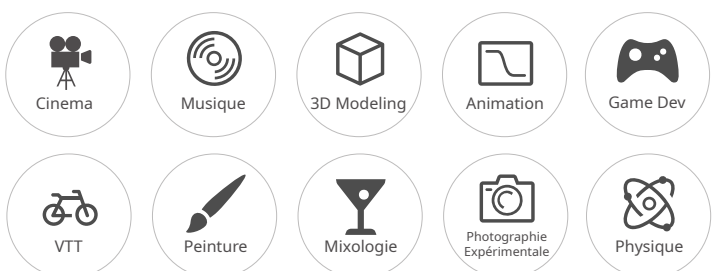 Cinema
Musique
3D Modeling
Animation
Game Dev
VTT
Peinture
Mixologie
Photographie
Expérimentale
Physique